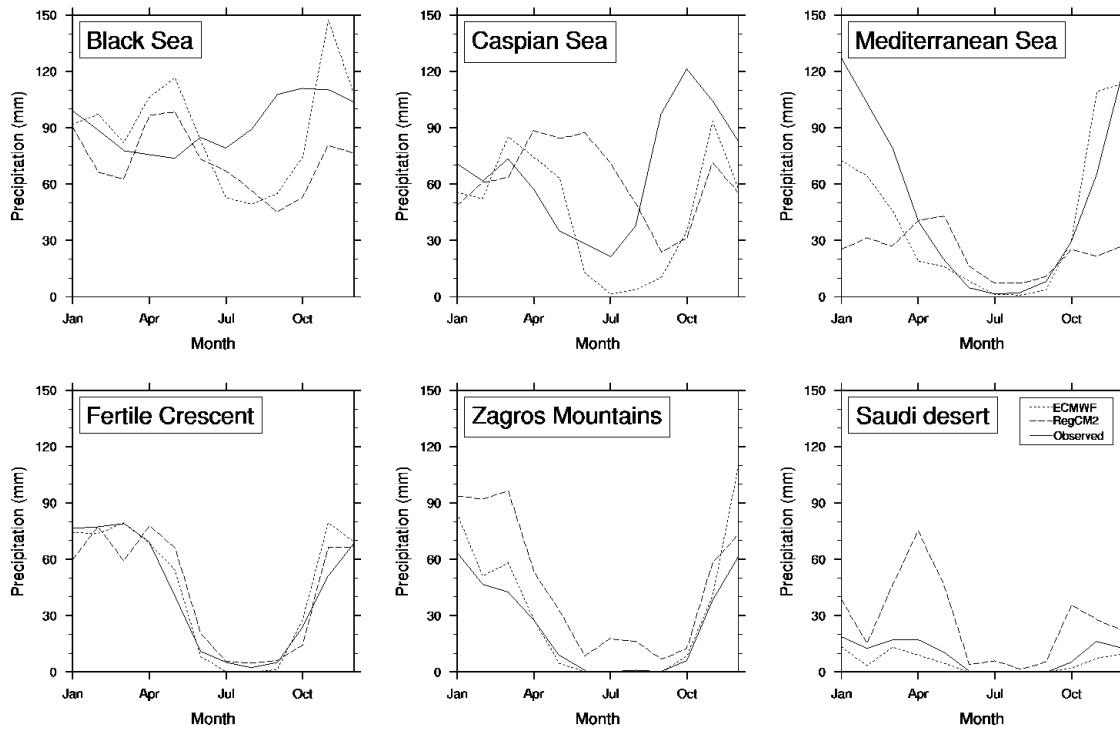 Black Sea
Precipitation (mm)
150
120
90
60
30
0
Jan Apr Jul Oct
Month
Caspian Sea
Precipitation (mm)
150
120
90
60
30
0
Jan Apr Jul Oct
Month
Mediterranean Sea
Precipitation (mm)
150
120
90
60
30
0
Jan Apr Jul Oct
Month
Fertile Crescent
Precipitation (mm)
150
120
90
60
30
0
Jan Apr Jul Oct
Month
Zagros Mountains
Precipitation (mm)
150
120
90
60
30
0
Jan Apr Jul Oct
Month
Saudi desert
ECMWF
RegCM2
Observed
Precipitation (mm)
150
120
90
60
30
0
Jan Apr Jul Oct
Month